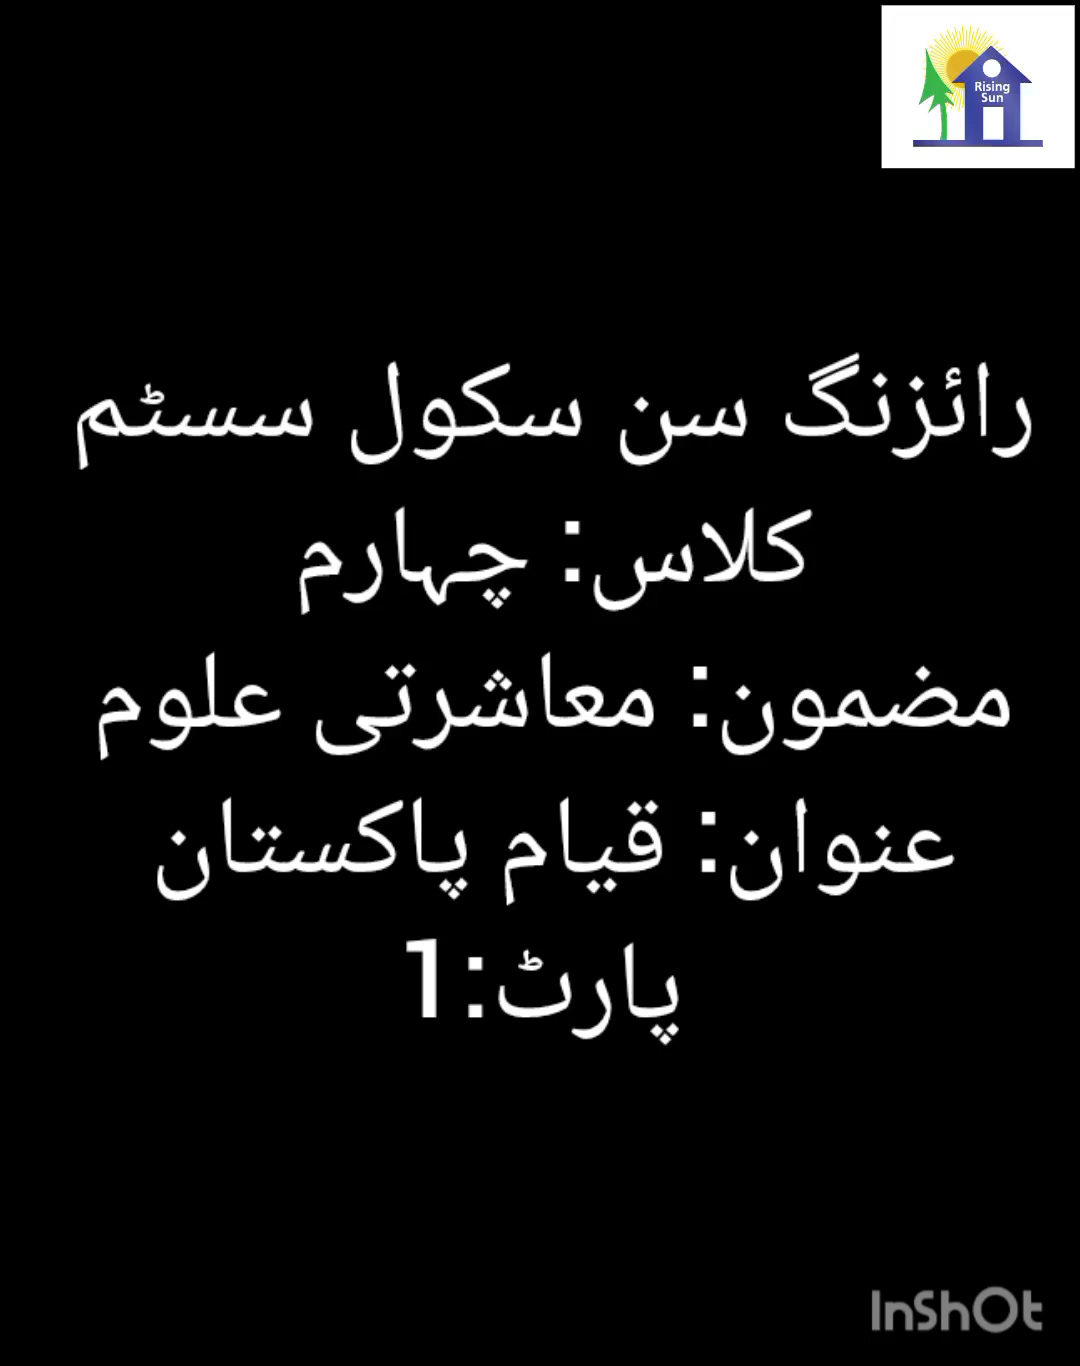 Rising
Sun
رائزنگ سن سکول سسٹم
کلاس: چہارم
مضمون: معاشرتی علوم
عنوان: قیام پاکستان
پارٹ:1
InShOt